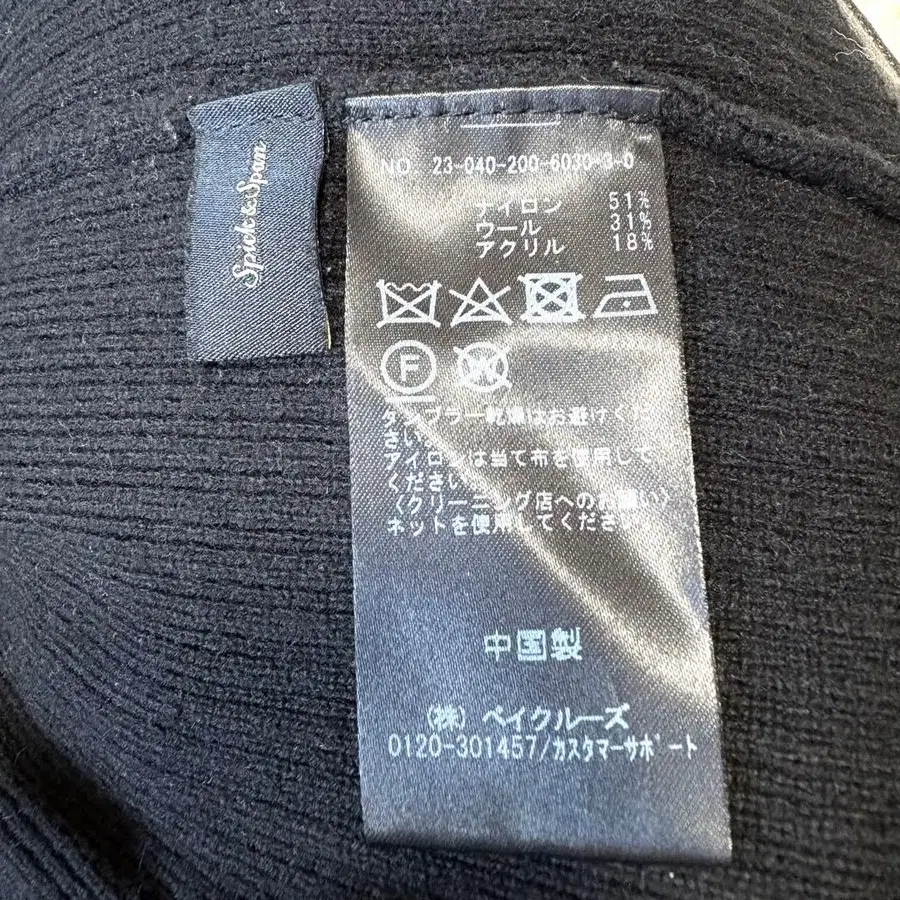 Spick & Span
NO. 23-040-200-6030-3-0
ナイロン 51%
ウール 31%
アクリル 18%
F
W
タンブラー乾燥はお避けくだ
さい。
アイロンは当て布を使用して
ください。
〈クリーニング店へのお願い〉
ネットを使用してください。
中国製
(株) ベイクルーズ
0120-301457/カスタマーサポート